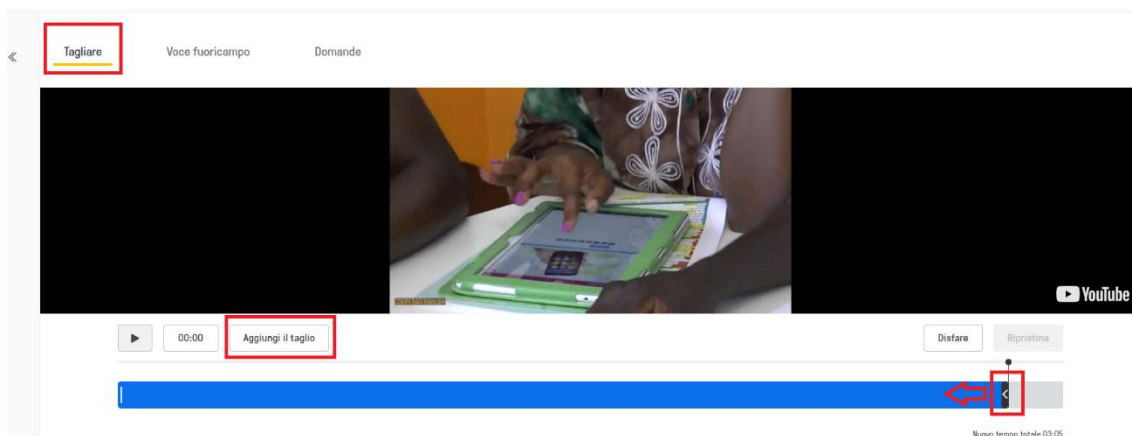 Tagliare Voce fuoricampo Domande
YouTube
00:00 Aggiungi il taglio Disfare Ripristina
Nuovo tempo totale 03:05